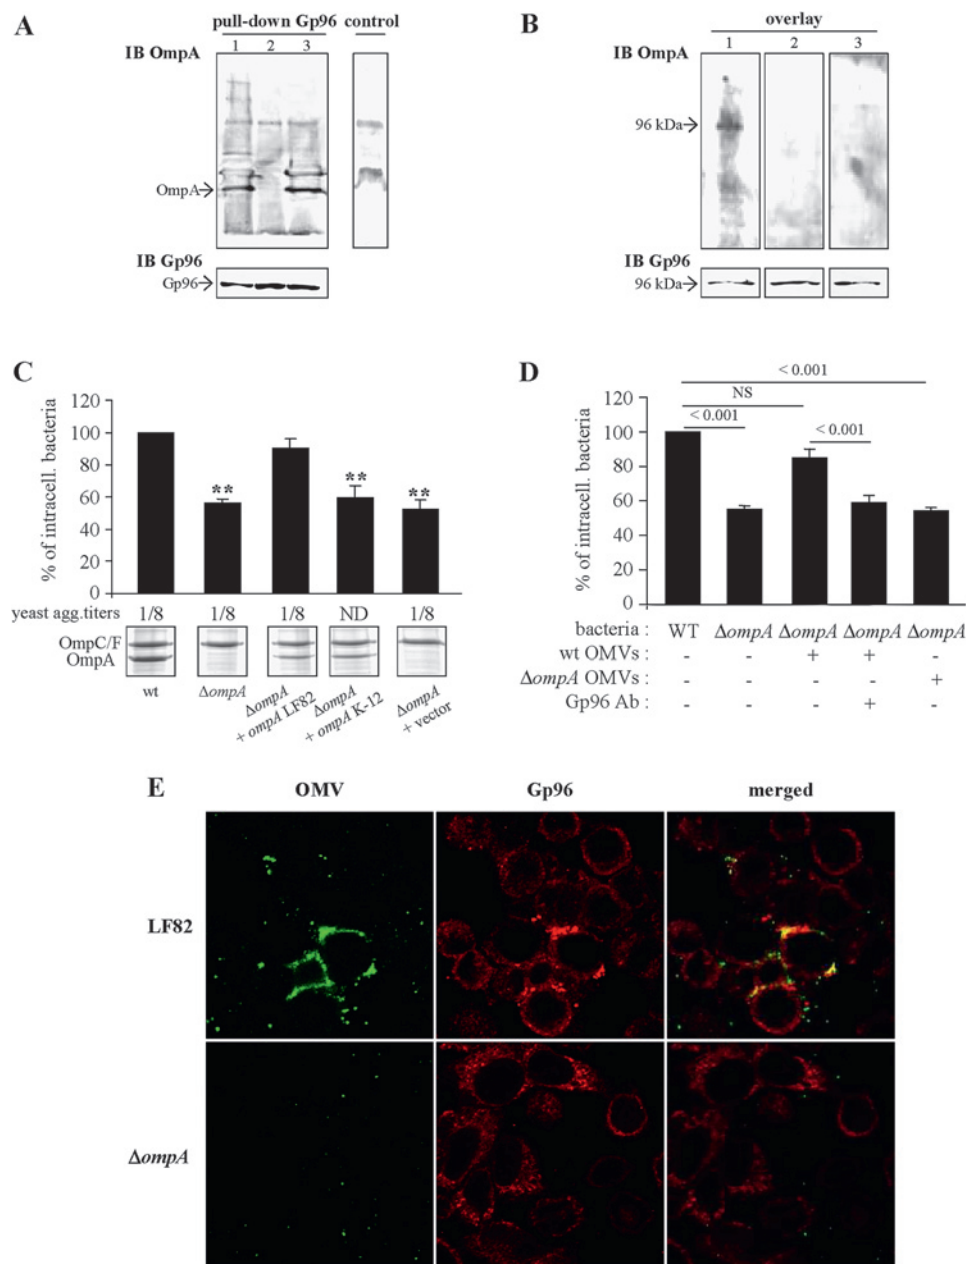 A
pull-down Gp96 control
IB OmpA
1 2 3
OmpA
IB Gp96
Gp96
B
overlay
IB OmpA
1 2 3
96 kDa
IB Gp96
96 kDa
C
% of intracell. bacteria
120
100
80
60
40
20
0
** ** **
yeast agg.titers 1/8 1/8 1/8 ND 1/8
OmpC/F
OmpA
wt
ΔompA
ΔompA
+ ompA LF82
ΔompA
+ ompA K-12
ΔompA
+ vector
D
< 0.001
NS
< 0.001
< 0.001
% of intracell. bacteria
120
100
80
60
40
20
0
bacteria : WT ΔompA ΔompA ΔompA ΔompA
wt OMVs : - - + + -
ΔompA OMVs : - - - - +
Gp96 Ab : - - - + -
E
OMV Gp96 merged
LF82
ΔompA